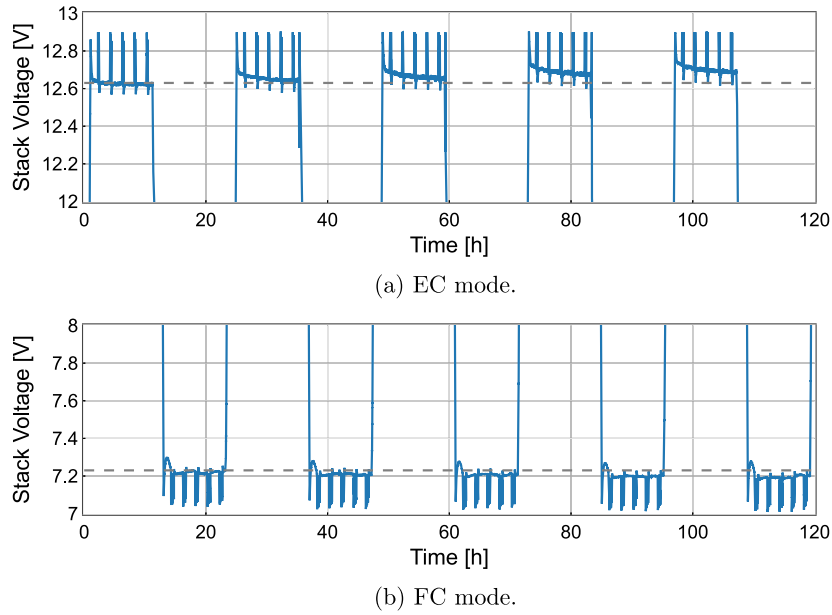 13
12.8
12.6
12.4
12.2
12
Stack Voltage [V]
0 20 40 60 80 100 120
Time [h]
(a) EC mode.
8
7.8
7.6
7.4
7.2
7
Stack Voltage [V]
0 20 40 60 80 100 120
Time [h]
(b) FC mode.